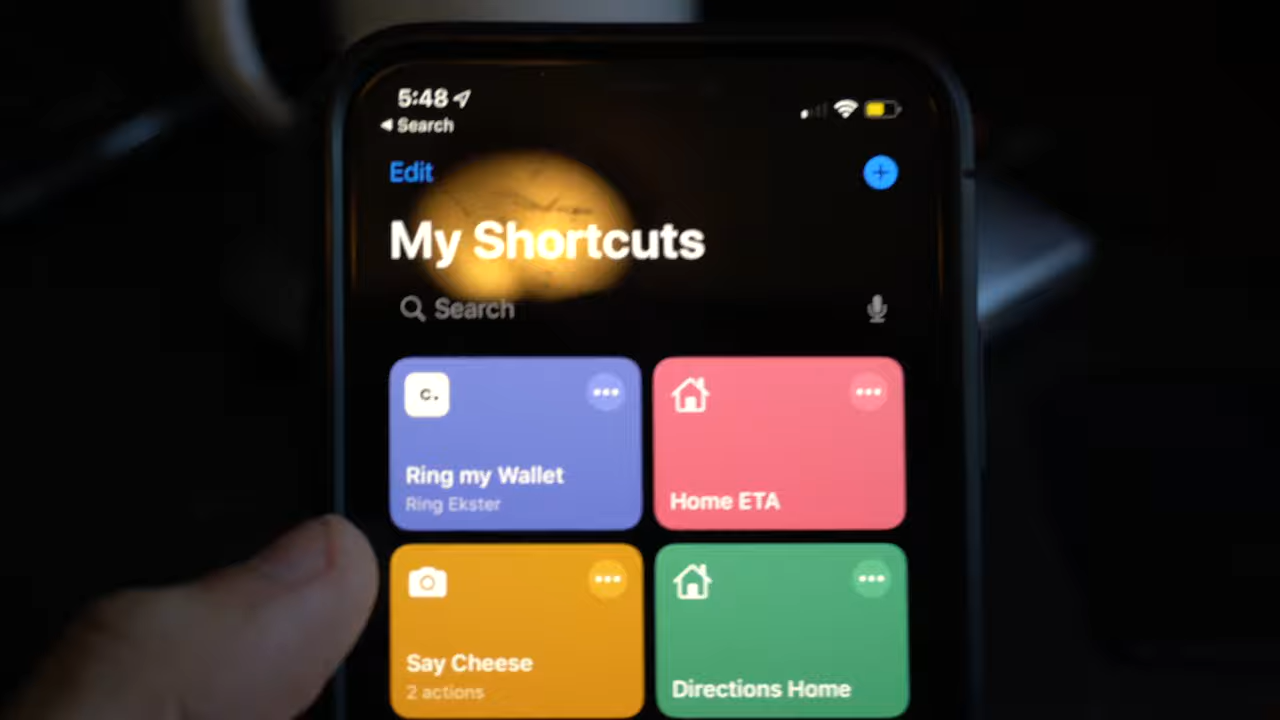 5:48
◀ Search
Edit
My Shortcuts
Search
c.
Ring my Wallet
Ring Ekster
Home ETA
Say Cheese
2 actions
Directions Home